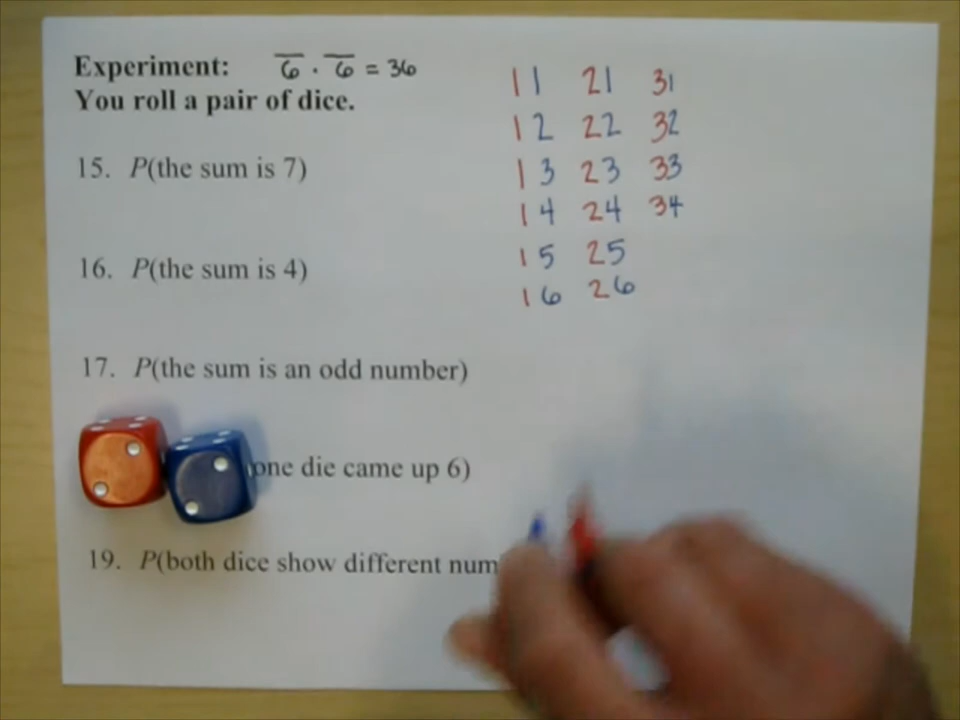 Experiment: 6 · 6 = 36
You roll a pair of dice.
15. P(the sum is 7)
16. P(the sum is 4)
17. P(the sum is an odd number)
one die came up 6)
19. P(both dice show different num
11 21 31
12 22 32
13 23 33
14 24 34
15 25
16 26